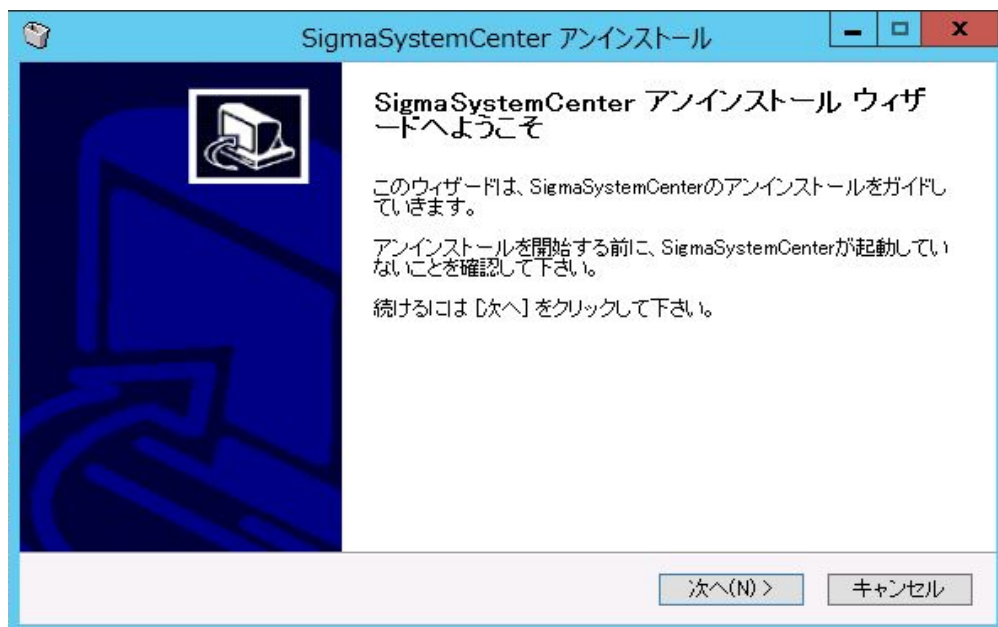 SigmaSystemCenter アンインストール
SigmaSystemCenter アンインストール ウィザ
ードへようこそ
このウィザードは、SigmaSystemCenterのアンインストールをガイドし
ていきます。
アンインストールを開始する前に、SigmaSystemCenterが起動してい
ないことを確認して下さい。
続けるには [次へ] をクリックして下さい。
次へ(N) >
キャンセル